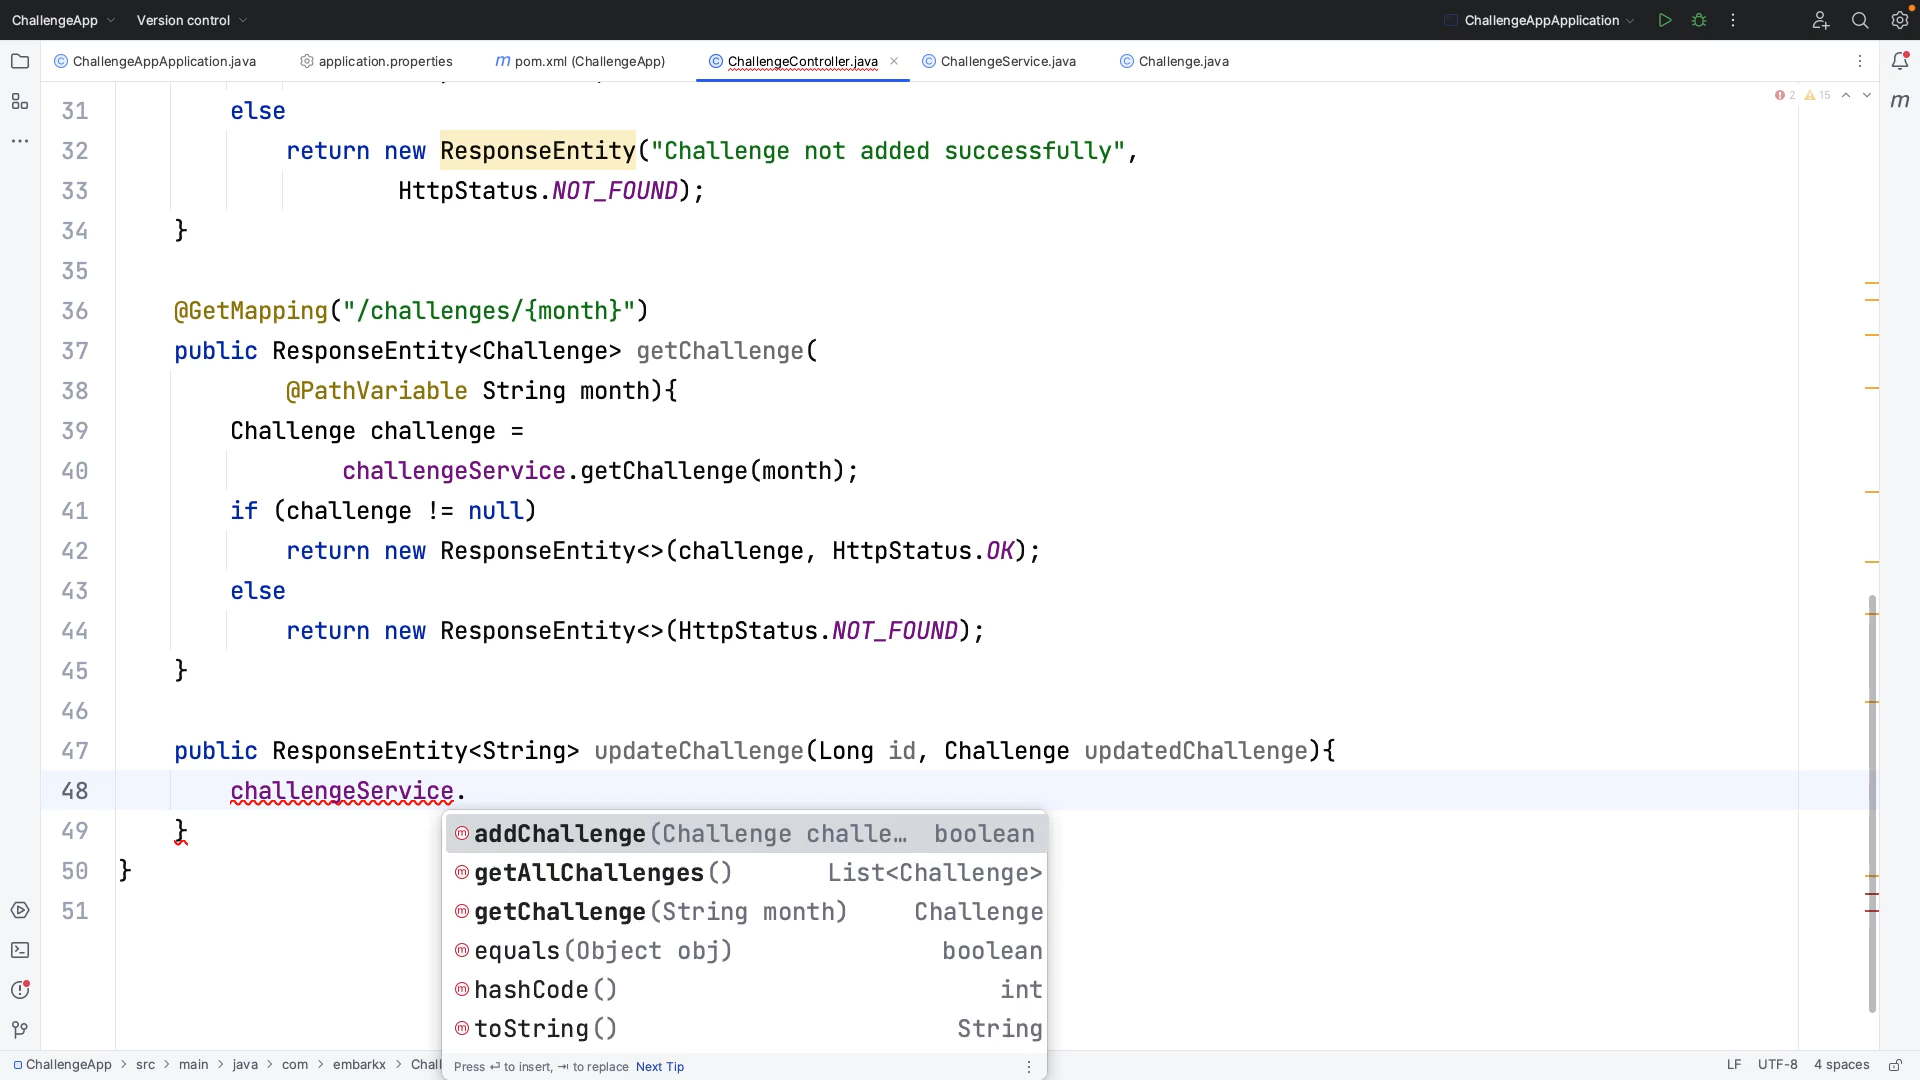 ChallengeApp Version control ChallengeAppApplication
ChallengeAppApplication.java application.properties pom.xml (ChallengeApp) ChallengeController.java ChallengeService.java Challenge.java
2 15
31 else
32 return new ResponseEntity("Challenge not added successfully",
33 HttpStatus.NOT_FOUND);
34 }
35
36 @GetMapping("/challenges/{month}")
37 public ResponseEntity<Challenge> getChallenge(
38 @PathVariable String month){
39 Challenge challenge =
40 challengeService.getChallenge(month);
41 if (challenge != null)
42 return new ResponseEntity<>(challenge, HttpStatus.OK);
43 else
44 return new ResponseEntity<>(HttpStatus.NOT_FOUND);
45 }
46
47 public ResponseEntity<String> updateChallenge(Long id, Challenge updatedChallenge){
48 challengeService.
49 }
50 }
51
addChallenge(Challenge challe… boolean
getAllChallenges() List<Challenge>
getChallenge(String month) Challenge
equals(Object obj) boolean
hashCode() int
toString() String
Press ⏎ to insert, ⇥ to replace Next Tip
ChallengeApp > src > main > java > com > embarkx > Chall LF UTF-8 4 spaces